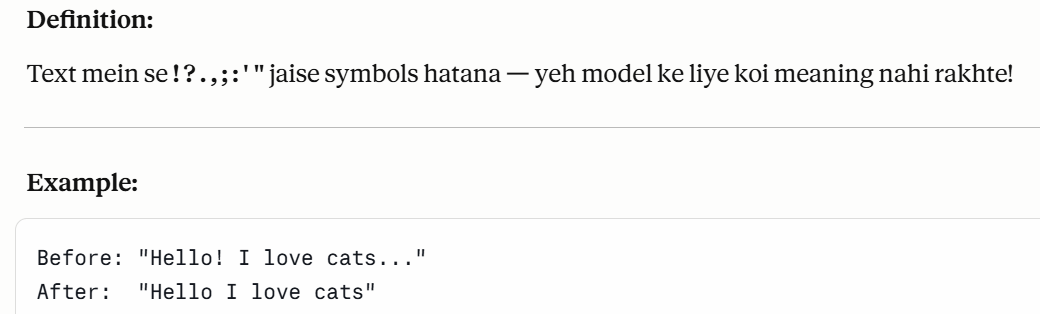 Definition:
Text mein se ! ? . , ; : ' " jaise symbols hatana — yeh model ke liye koi meaning nahi rakhte!
Example:
Before: "Hello! I love cats..."
After:  "Hello I love cats"